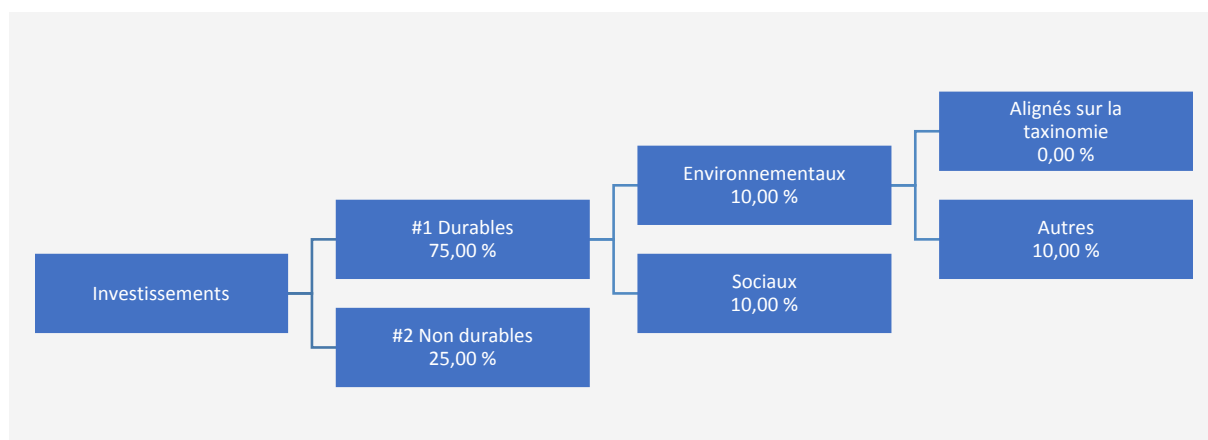 Investissements
#1 Durables
75,00 %
#2 Non durables
25,00 %
Environnementaux
10,00 %
Sociaux
10,00 %
Alignés sur la
taxinomie
0,00 %
Autres
10,00 %